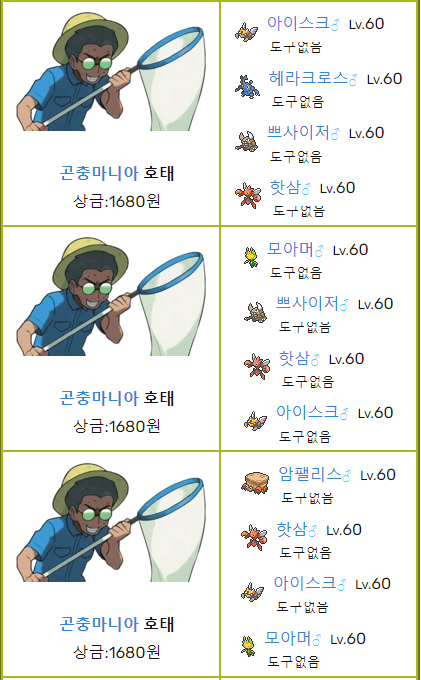 아이스크♂ Lv.60
도구없음
헤라크로스♂ Lv.60
도구없음
쁘사이저♂ Lv.60
도구없음
핫삼♂ Lv.60
도구없음
곤충마니아 호태
상금:1680원
모아머♂ Lv.60
도구없음
쁘사이저♂ Lv.60
도구없음
핫삼♂ Lv.60
도구없음
아이스크♂ Lv.60
도구없음
곤충마니아 호태
상금:1680원
암팰리스♂ Lv.60
도구없음
핫삼♂ Lv.60
도구없음
아이스크♂ Lv.60
도구없음
모아머♂ Lv.60
도구없음
곤충마니아 호태
상금:1680원